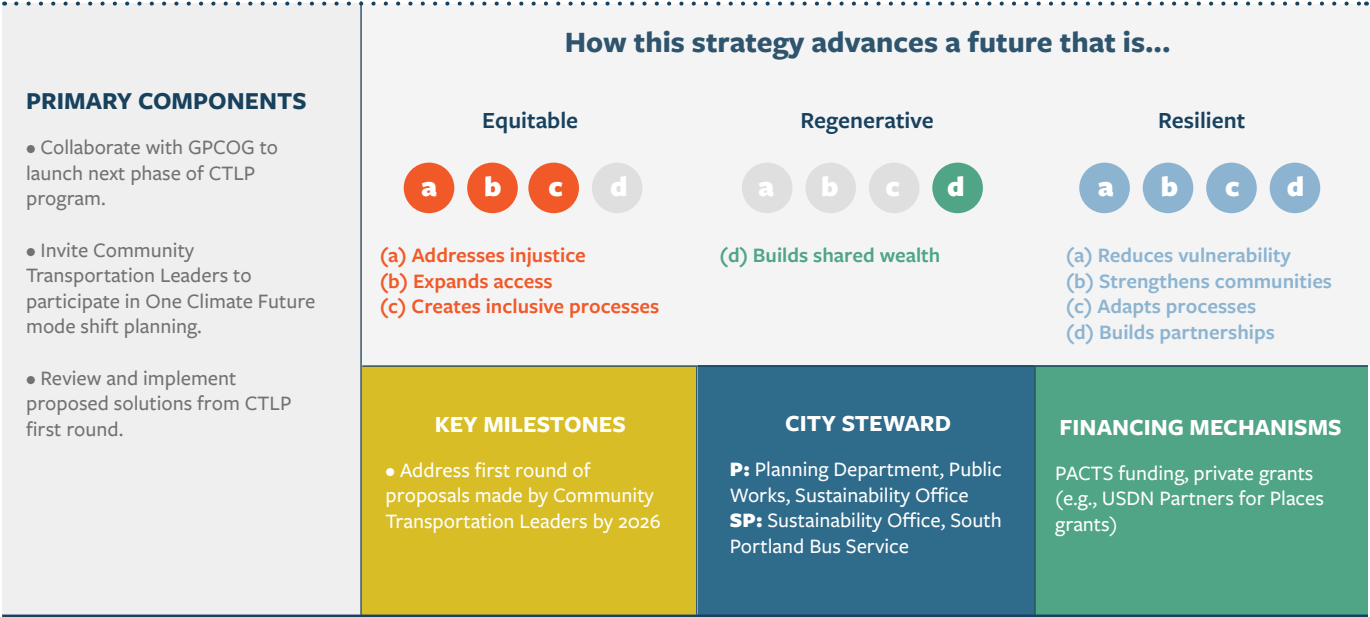 How this strategy advances a future that is...
PRIMARY COMPONENTS
• Collaborate with GPCOG to
launch next phase of CTLP
program.
• Invite Community
Transportation Leaders to
participate in One Climate Future
mode shift planning.
• Review and implement
proposed solutions from CTLP
first round.
Equitable
a b c d
(a) Addresses injustice
(b) Expands access
(c) Creates inclusive processes
Regenerative
a b c d
(d) Builds shared wealth
Resilient
a b c d
(a) Reduces vulnerability
(b) Strengthens communities
(c) Adapts processes
(d) Builds partnerships
KEY MILESTONES
• Address first round of
proposals made by Community
Transportation Leaders by 2026
CITY STEWARD
P: Planning Department, Public
Works, Sustainability Office
SP: Sustainability Office, South
Portland Bus Service
FINANCING MECHANISMS
PACTS funding, private grants
(e.g., USDN Partners for Places
grants)